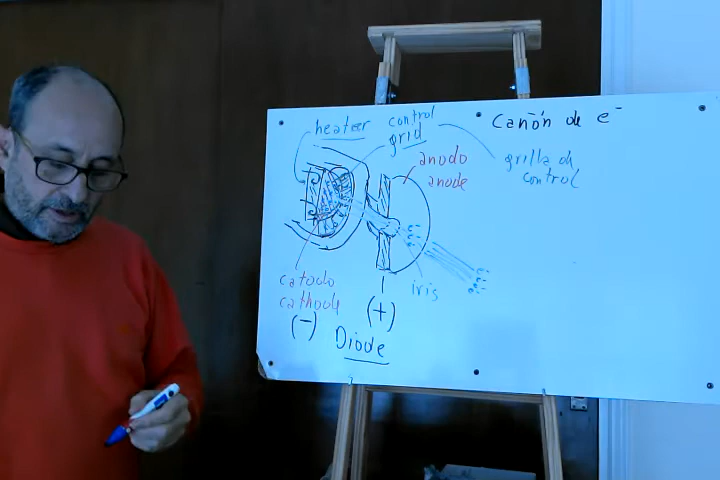 Cañón de e⁻
heater
control
grid
anodo
anode
grilla de
control
e⁻
e⁻
e⁻
e⁻
e⁻
iris
catodo
cathode
(-)
(+)
Diode